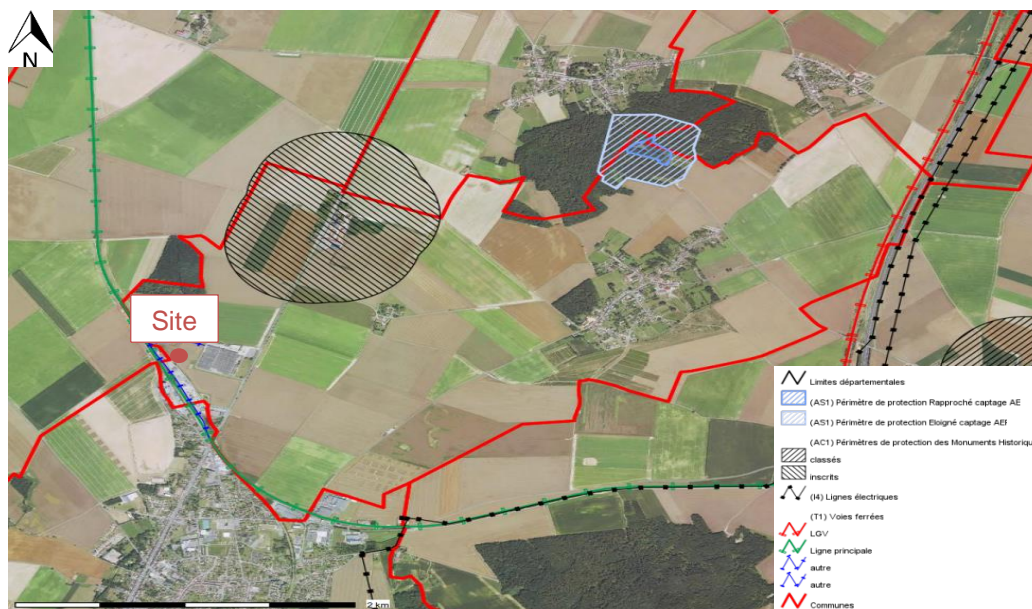 N
Site
Limites départementales
(AS1) Périmètre de protection Rapproché captage AE
(AS1) Périmètre de protection Eloigné captage AEF
(AC1) Périmètres de protection des Monuments Historiqu
classés
inscrits
(I4) Lignes électriques
(T1) Voies ferrées
LGV
Ligne principale
autre
autre
Communes
2 km